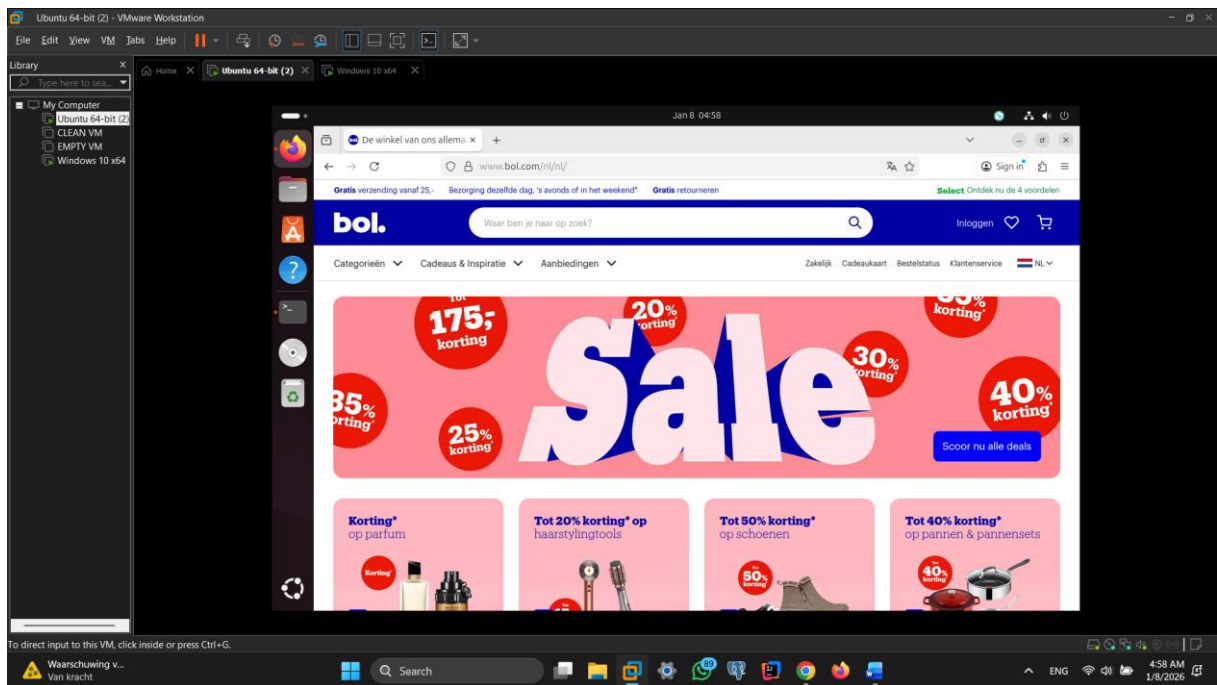 Ubuntu 64-bit (2) - VMware Workstation
File Edit View VM Tabs Help
Library X
Type here to sea...
My Computer
Ubuntu 64-bit (2)
CLEAN VM
EMPTY VM
Windows 10 x64
Home X Ubuntu 64-bit (2) X Windows 10 x64 X
Jan 8 04:58
De winkel van ons allema × +
www.bol.com/nl/nl/
Sign in
Gratis verzending vanaf 25,- Bezorging dezelfde dag, 's avonds of in het weekend* Gratis retourneren
Select Ontdek nu de 4 voordelen
bol.
Waar ben je naar op zoek?
Inloggen
Categorieën Cadeaus & Inspiratie Aanbiedingen
Zakelijk Cadeaukaart Bestelstatus Klantenservice NL
Tot
175,-
korting
20%
korting*
korting*
30%
korting*
35%
orting*
25%
korting*
40%
korting*
Sale
Scoor nu alle deals
Korting*
op parfum
Korting*
Tot 20% korting* op
haarstylingtools
Tot 50% korting*
op schoenen
Tot
50%
korting*
Tot 40% korting*
op pannen & pannensets
Tot
40%
korting*
To direct input to this VM, click inside or press Ctrl+G.
Waarschuwing v...
Van kracht
Search
89
ENG
4:58 AM
1/8/2026